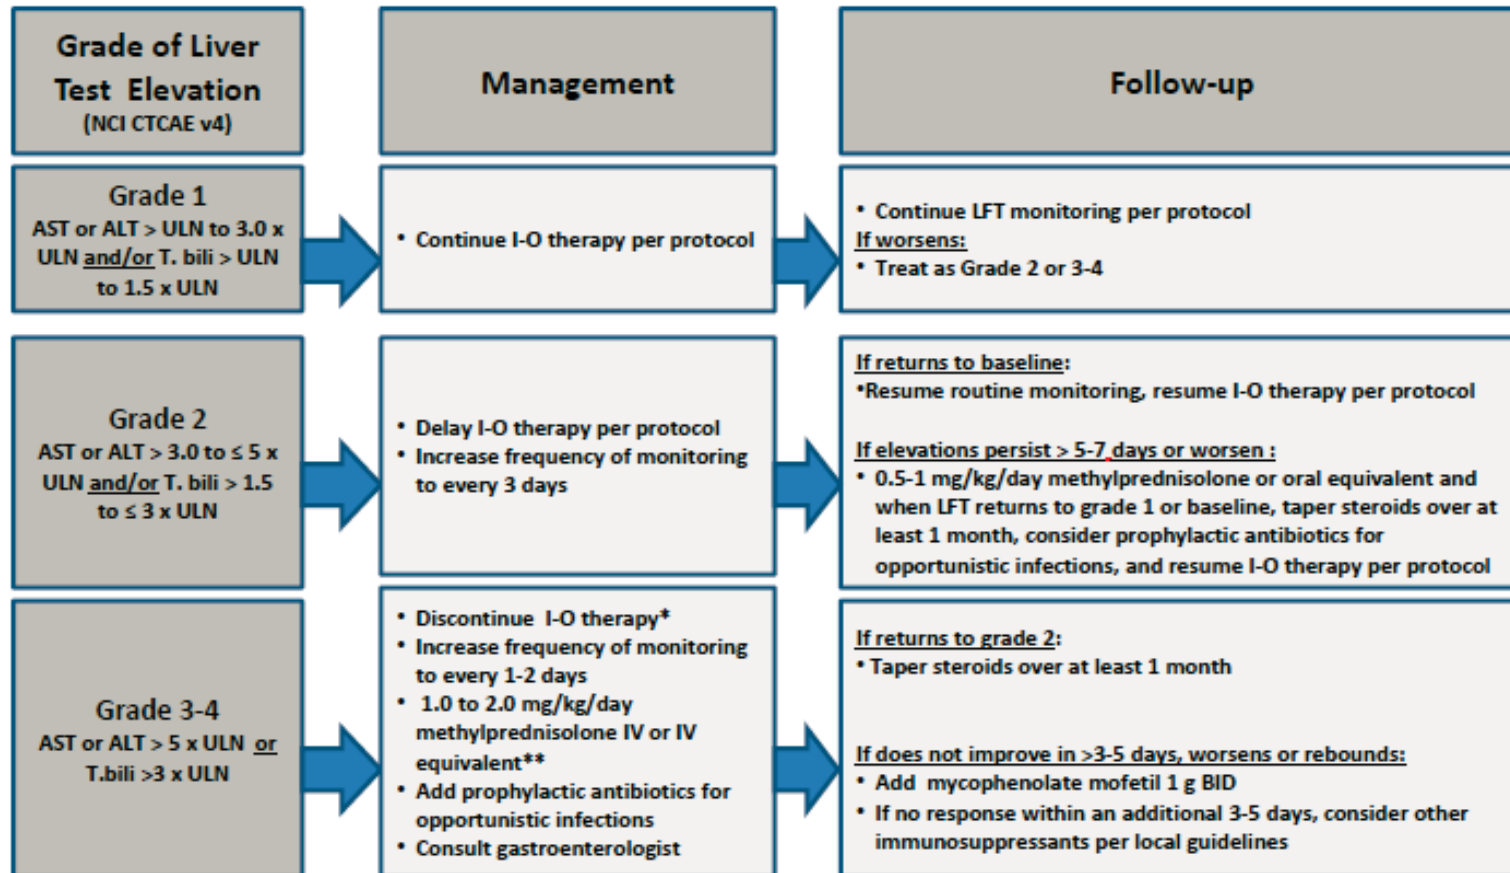 Grade of Liver
Test Elevation
(NCI CTCAE v4)
Management
Follow-up
Grade 1
AST or ALT > ULN to 3.0 x
ULN and/or T. bili > ULN
to 1.5 x ULN
• Continue I-O therapy per protocol
• Continue LFT monitoring per protocol
If worsens:
• Treat as Grade 2 or 3-4
Grade 2
AST or ALT > 3.0 to ≤ 5 x
ULN and/or T. bili > 1.5
to ≤ 3 x ULN
• Delay I-O therapy per protocol
• Increase frequency of monitoring
to every 3 days
If returns to baseline:
•Resume routine monitoring, resume I-O therapy per protocol
If elevations persist > 5-7 days or worsen :
• 0.5-1 mg/kg/day methylprednisolone or oral equivalent and
when LFT returns to grade 1 or baseline, taper steroids over at
least 1 month, consider prophylactic antibiotics for
opportunistic infections, and resume I-O therapy per protocol
Grade 3-4
AST or ALT > 5 x ULN or
T.bili >3 x ULN
• Discontinue I-O therapy*
• Increase frequency of monitoring
to every 1-2 days
• 1.0 to 2.0 mg/kg/day
methylprednisolone IV or IV
equivalent**
• Add prophylactic antibiotics for
opportunistic infections
• Consult gastroenterologist
If returns to grade 2:
• Taper steroids over at least 1 month
If does not improve in >3-5 days, worsens or rebounds:
• Add mycophenolate mofetil 1 g BID
• If no response within an additional 3-5 days, consider other
immunosuppressants per local guidelines